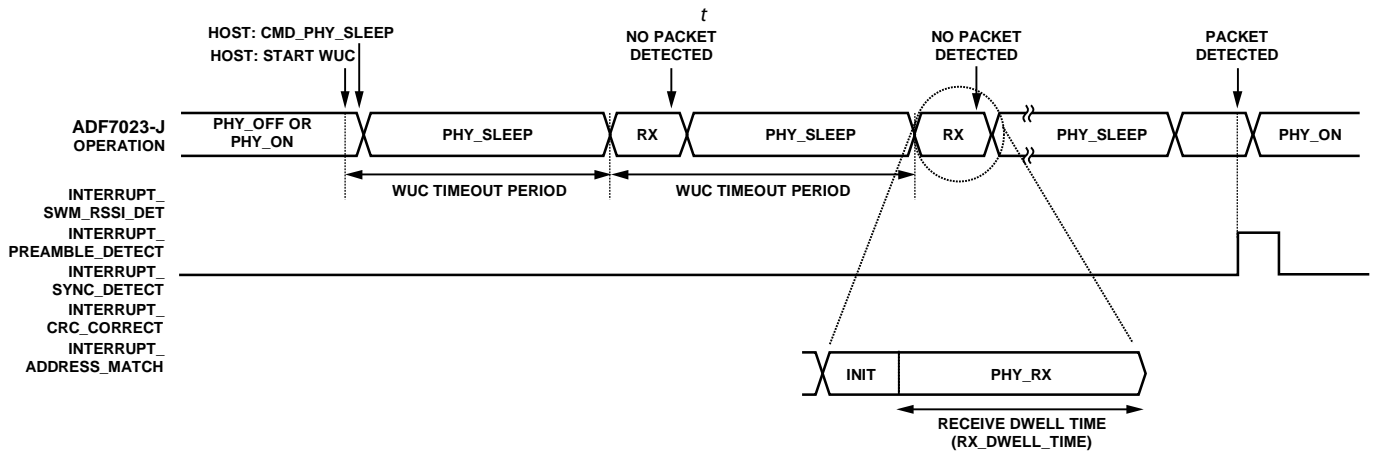 t
HOST: CMD_PHY_SLEEP
HOST: START WUC
NO PACKET
DETECTED
NO PACKET
DETECTED
PACKET
DETECTED
ADF7023-J
OPERATION
PHY_OFF OR
PHY_ON
PHY_SLEEP
RX
PHY_SLEEP
RX
PHY_SLEEP
PHY_ON
WUC TIMEOUT PERIOD
WUC TIMEOUT PERIOD
INTERRUPT_
SWM_RSSI_DET
INTERRUPT_
PREAMBLE_DETECT
INTERRUPT_
SYNC_DETECT
INTERRUPT_
CRC_CORRECT
INTERRUPT_
ADDRESS_MATCH
INIT
PHY_RX
RECEIVE DWELL TIME
(RX_DWELL_TIME)